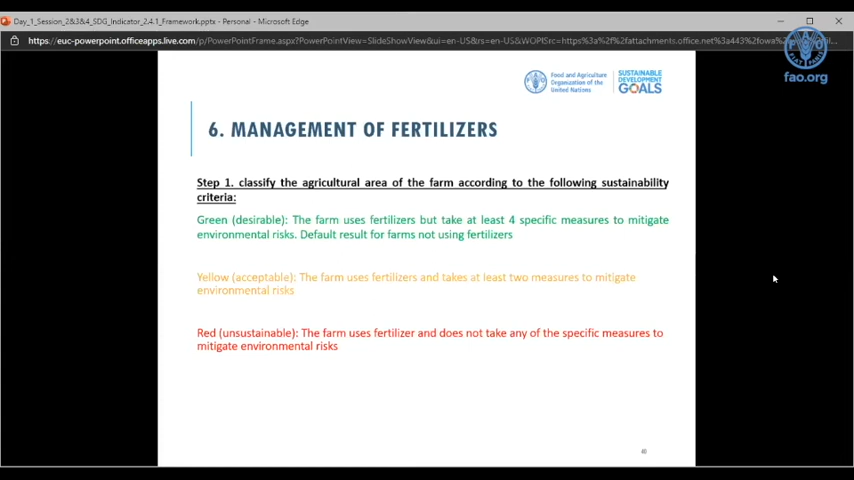 Day_1_Session_2&3&4_SDG_Indicator_2.4.1_Framework.pptx - Personal - Microsoft Edge
https://euc-powerpoint.officeapps.live.com/p/PowerPointFrame.aspx?PowerPointView=SlideShowView&ui=en-US&rs=en-US&WOPISrc=https%3a%2f%2fattachments.office.net%3a443%2fowa%2f
fao.org
Food and Agriculture
Organization of the
United Nations
SUSTAINABLE
DEVELOPMENT
GOALS
6. MANAGEMENT OF FERTILIZERS
Step 1. classify the agricultural area of the farm according to the following sustainability
criteria:
Green (desirable): The farm uses fertilizers but take at least 4 specific measures to mitigate
environmental risks. Default result for farms not using fertilizers
Yellow (acceptable): The farm uses fertilizers and takes at least two measures to mitigate
environmental risks
Red (unsustainable): The farm uses fertilizer and does not take any of the specific measures to
mitigate environmental risks